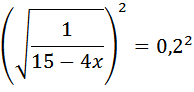 (√(1/(15 − 4x)))² = 0,2²